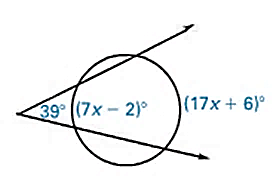 39° (7x − 2)° (17x + 6)°